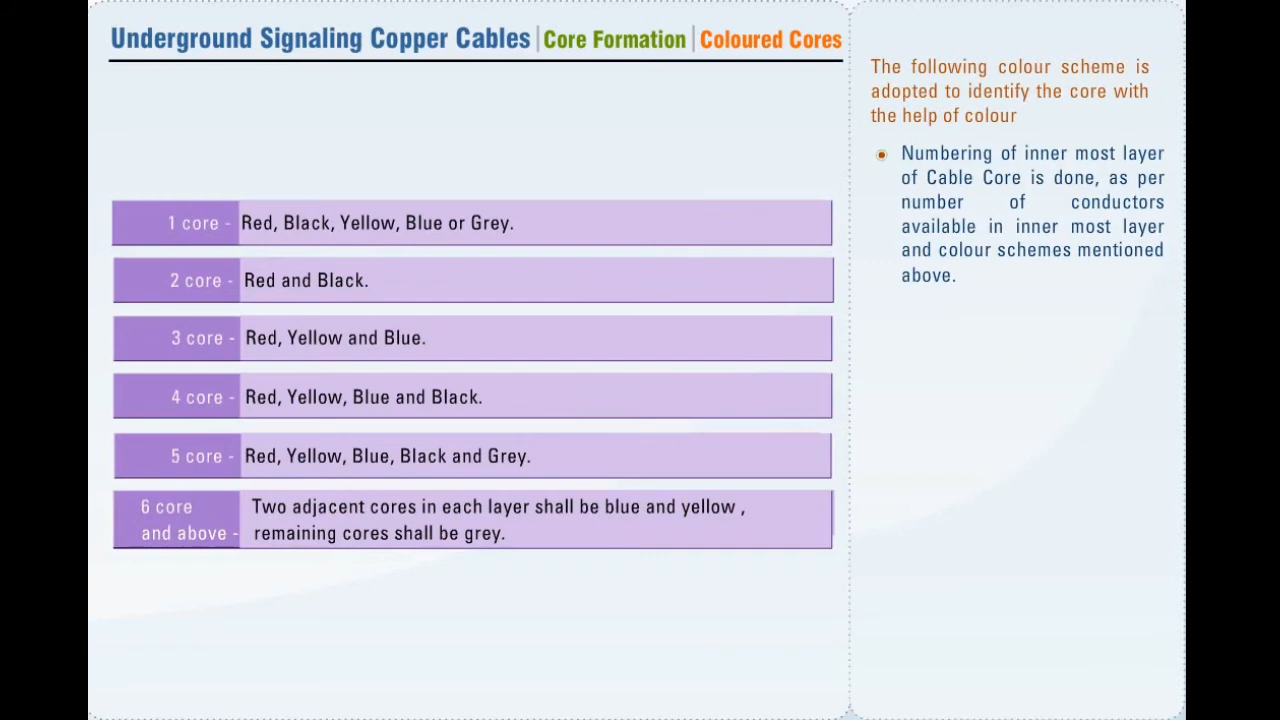 Underground Signaling Copper Cables | Core Formation | Coloured Cores
1 core - Red, Black, Yellow, Blue or Grey.
2 core - Red and Black.
3 core - Red, Yellow and Blue.
4 core - Red, Yellow, Blue and Black.
5 core - Red, Yellow, Blue, Black and Grey.
6 core Two adjacent cores in each layer shall be blue and yellow ,
and above - remaining cores shall be grey.
The following colour scheme is
adopted to identify the core with
the help of colour
Numbering of inner most layer
of Cable Core is done, as per
number of conductors
available in inner most layer
and colour schemes mentioned
above.